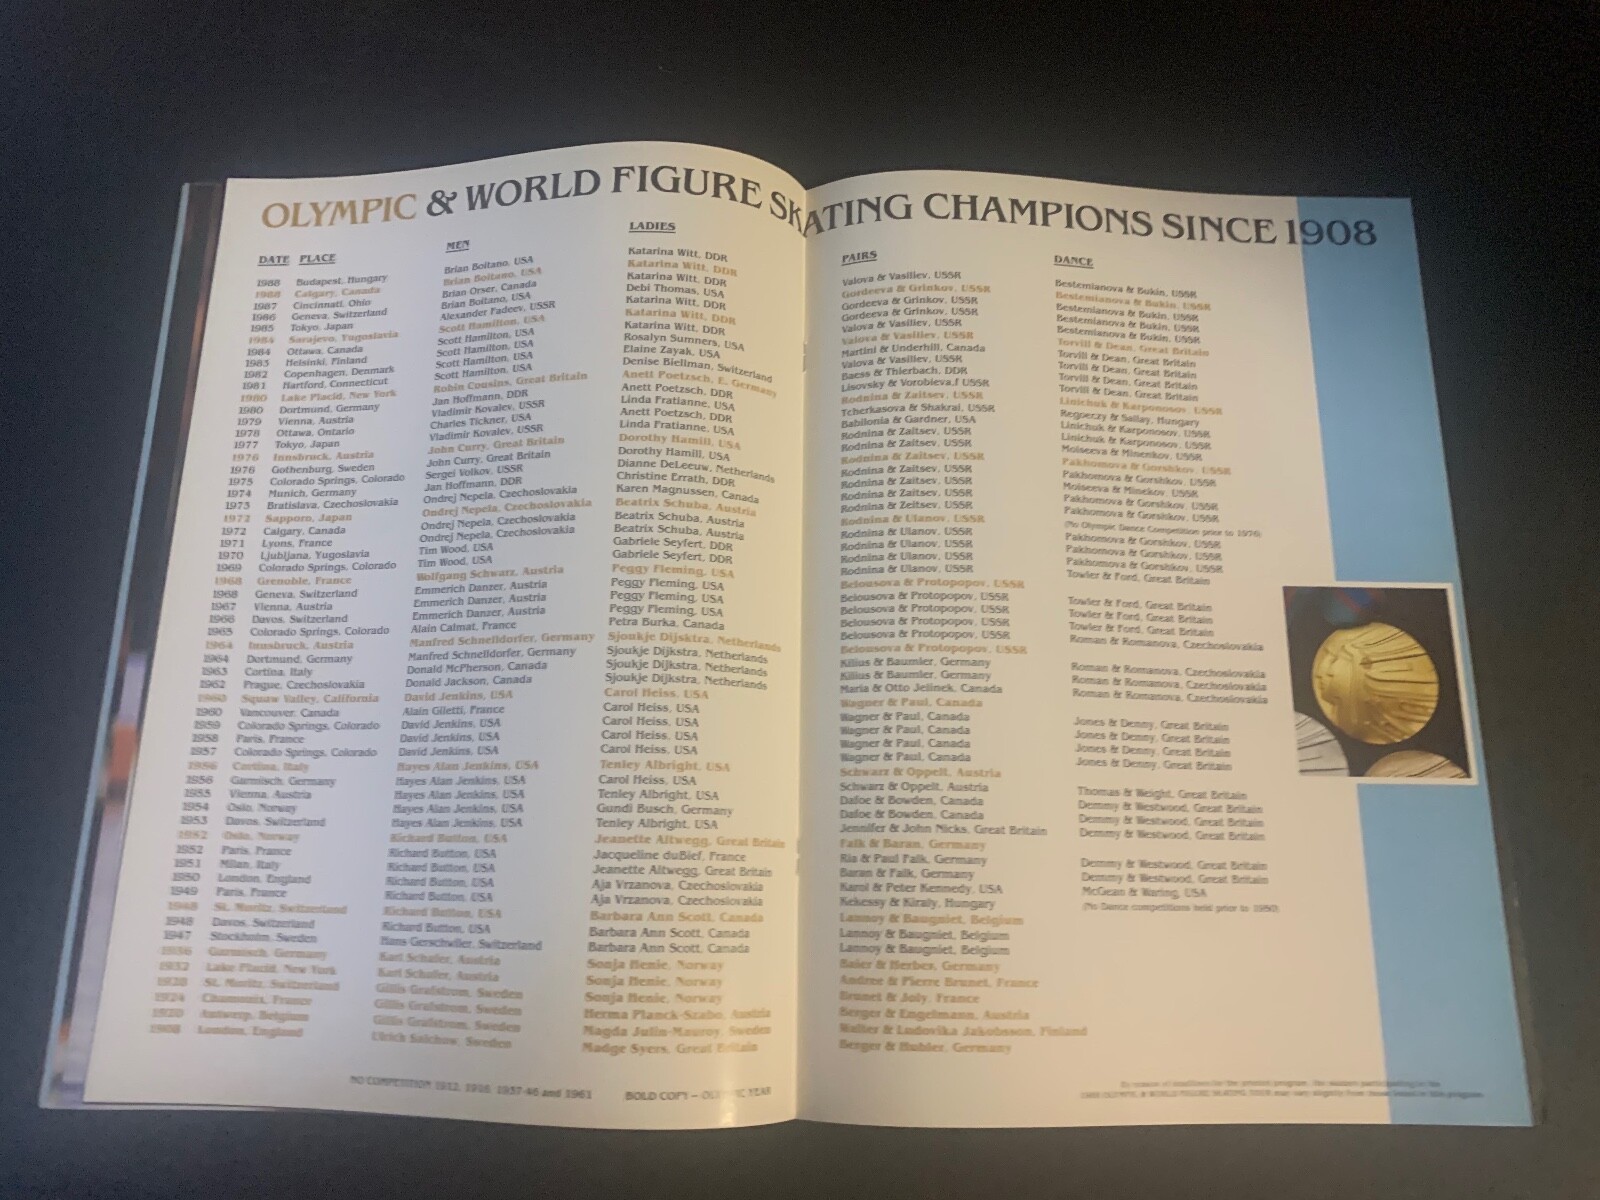 OLYMPIC & WORLD FIGURE SKATING CHAMPIONS SINCE 1908
DATE PLACE
1988 Budapest, Hungary
1988 Calgary, Canada
1987 Cincinnati, Ohio
1986 Geneva, Switzerland
1985 Tokyo, Japan
1984 Sarajevo, Yugoslavia
1984 Ottawa, Canada
1983 Helsinki, Finland
1982 Copenhagen, Denmark
1981 Hartford, Connecticut
1980 Lake Placid, New York
1980 Dortmund, Germany
1979 Vienna, Austria
1978 Ottawa, Ontario
1977 Tokyo, Japan
1976 Innsbruck, Austria
1976 Gothenburg, Sweden
1975 Colorado Springs, Colorado
1974 Munich, Germany
1973 Bratislava, Czechoslovakia
1972 Sapporo, Japan
1972 Calgary, Canada
1971 Lyons, France
1970 Ljubljana, Yugoslavia
1969 Colorado Springs, Colorado
1968 Grenoble, France
1968 Geneva, Switzerland
1967 Vienna, Austria
1966 Davos, Switzerland
1965 Colorado Springs, Colorado
1964 Innsbruck, Austria
1964 Dortmund, Germany
1963 Cortina, Italy
1962 Prague, Czechoslovakia
1960 Squaw Valley, California
1960 Vancouver, Canada
1959 Colorado Springs, Colorado
1958 Paris, France
1957 Colorado Springs, Colorado
1956 Cortina, Italy
1956 Garmisch, Germany
1955 Vienna, Austria
1954 Oslo, Norway
1953 Davos, Switzerland
1952 Oslo, Norway
1952 Paris, France
1951 Milan, Italy
1950 London, England
1949 Paris, France
1948 St. Moritz, Switzerland
1948 Davos, Switzerland
1947 Stockholm, Sweden
1936 Garmisch, Germany
1932 Lake Placid, New York
1928 St. Moritz, Switzerland
1924 Chamonix, France
1920 Antwerp, Belgium
1908 London, England
MEN
Brian Boitano, USA
Brian Boitano, USA
Brian Orser, Canada
Brian Boitano, USA
Alexander Fadeev, USSR
Scott Hamilton, USA
Scott Hamilton, USA
Scott Hamilton, USA
Scott Hamilton, USA
Scott Hamilton, USA
Robin Cousins, Great Britain
Jan Hoffmann, DDR
Vladimir Kovalev, USSR
Charles Tickner, USA
Vladimir Kovalev, USSR
John Curry, Great Britain
John Curry, Great Britain
Sergei Volkov, USSR
Jan Hoffmann, DDR
Ondrej Nepela, Czechoslovakia
Ondrej Nepela, Czechoslovakia
Ondrej Nepela, Czechoslovakia
Ondrej Nepela, Czechoslovakia
Tim Wood, USA
Tim Wood, USA
Wolfgang Schwarz, Austria
Emmerich Danzer, Austria
Emmerich Danzer, Austria
Emmerich Danzer, Austria
Alain Calmat, France
Manfred Schnelldorfer, Germany
Manfred Schnelldorfer, Germany
Donald McPherson, Canada
Donald Jackson, Canada
David Jenkins, USA
Alain Giletti, France
David Jenkins, USA
David Jenkins, USA
David Jenkins, USA
Hayes Alan Jenkins, USA
Hayes Alan Jenkins, USA
Hayes Alan Jenkins, USA
Hayes Alan Jenkins, USA
Hayes Alan Jenkins, USA
Richard Button, USA
Richard Button, USA
Richard Button, USA
Richard Button, USA
Richard Button, USA
Richard Button, USA
Richard Button, USA
Hans Gerschwiler, Switzerland
Karl Schafer, Austria
Karl Schafer, Austria
Gillis Grafstrom, Sweden
Gillis Grafstrom, Sweden
Gillis Grafstrom, Sweden
Ulrich Salchow, Sweden
LADIES
Katarina Witt, DDR
Katarina Witt, DDR
Katarina Witt, DDR
Debi Thomas, USA
Katarina Witt, DDR
Katarina Witt, DDR
Katarina Witt, DDR
Rosalyn Sumners, USA
Elaine Zayak, USA
Denise Biellman, Switzerland
Anett Poetzsch, E. Germany
Anett Poetzsch, DDR
Linda Fratianne, USA
Anett Poetzsch, DDR
Linda Fratianne, USA
Dorothy Hamill, USA
Dorothy Hamill, USA
Dianne DeLeeuw, Netherlands
Christine Errath, DDR
Karen Magnussen, Canada
Beatrix Schuba, Austria
Beatrix Schuba, Austria
Beatrix Schuba, Austria
Gabriele Seyfert, DDR
Gabriele Seyfert, DDR
Peggy Fleming, USA
Peggy Fleming, USA
Peggy Fleming, USA
Peggy Fleming, USA
Petra Burka, Canada
Sjoukje Dijsktra, Netherlands
Sjoukje Dijkstra, Netherlands
Sjoukje Dijkstra, Netherlands
Sjoukje Dijkstra, Netherlands
Carol Heiss, USA
Carol Heiss, USA
Carol Heiss, USA
Carol Heiss, USA
Carol Heiss, USA
Tenley Albright, USA
Carol Heiss, USA
Tenley Albright, USA
Gundi Busch, Germany
Tenley Albright, USA
Jeanette Altwegg, Great Britain
Jacqueline duBief, France
Jeanette Altwegg, Great Britain
Aja Vrzanova, Czechoslovakia
Aja Vrzanova, Czechoslovakia
Barbara Ann Scott, Canada
Barbara Ann Scott, Canada
Barbara Ann Scott, Canada
Sonja Henie, Norway
Sonja Henie, Norway
Sonja Henie, Norway
Herma Planck-Szabo, Austria
Magda Julin-Mauroy, Sweden
Madge Syers, Great Britain
PAIRS
Valova & Vasiliev, USSR
Gordeeva & Grinkov, USSR
Gordeeva & Grinkov, USSR
Gordeeva & Grinkov, USSR
Valova & Vasiliev, USSR
Valova & Vasiliev, USSR
Martini & Underhill, Canada
Valova & Vasiliev, USSR
Baess & Thierbach, DDR
Lisovsky & Vorobieva,f USSR
Rodnina & Zaitsev, USSR
Tcherkasova & Shakrai, USSR
Babilonia & Gardner, USA
Rodnina & Zaitsev, USSR
Rodnina & Zaitsev, USSR
Rodnina & Zaitsev, USSR
Rodnina & Zaitsev, USSR
Rodnina & Zaitsev, USSR
Rodnina & Zaitsev, USSR
Rodnina & Zeitsev, USSR
Rodnina & Ulanov, USSR
Rodnina & Ulanov, USSR
Rodnina & Ulanov, USSR
Rodnina & Ulanov, USSR
Rodnina & Ulanov, USSR
Belousova & Protopopov, USSR
Belousova & Protopopov, USSR
Belousova & Protopopov, USSR
Belousova & Protopopov, USSR
Belousova & Protopopov, USSR
Belousova & Protopopov, USSR
Kilius & Baumler, Germany
Kilius & Baumler, Germany
Maria & Otto Jelinek, Canada
Wagner & Paul, Canada
Wagner & Paul, Canada
Wagner & Paul, Canada
Wagner & Paul, Canada
Wagner & Paul, Canada
Schwarz & Oppelt, Austria
Schwarz & Oppelt, Austria
Dafoe & Bowden, Canada
Dafoe & Bowden, Canada
Jennifer & John Nicks, Great Britain
Falk & Baran, Germany
Ria & Paul Falk, Germany
Baran & Falk, Germany
Karol & Peter Kennedy, USA
Kekessy & Kiraly, Hungary
Lannoy & Baugniet, Belgium
Lannoy & Baugniet, Belgium
Lannoy & Baugniet, Belgium
Baier & Herbes, Germany
Andree & Pierre Brunet, France
Brunet & Joly, France
Berger & Engelmann, Austria
Walter & Ludovika Jakobsson, Finland
Berger & Hubler, Germany
DANCE
Bestemianova & Bukin, USSR
Bestemianova & Bukin, USSR
Bestemianova & Bukin, USSR
Bestemianova & Bukin, USSR
Bestemianova & Bukin, USSR
Torvill & Dean, Great Britain
Torvill & Dean, Great Britain
Torvill & Dean, Great Britain
Torvill & Dean, Great Britain
Torvill & Dean, Great Britain
Linichuk & Karponosov, USSR
Regoeczy & Sallay, Hungary
Linichuk & Karponosov, USSR
Linichuk & Karponosov, USSR
Moiseeva & Minenkov, USSR
Pakhomova & Gorshkov, USSR
Pakhomova & Gorshkov, USSR
Moiseeva & Minekov, USSR
Pakhomova & Gorshkov, USSR
Pakhomova & Gorshkov, USSR
(No Olympic Dance Competition prior to 1976)
Pakhomova & Gorshkov, USSR
Pakhomova & Gorshkov, USSR
Pakhomova & Gorshkov, USSR
Towler & Ford, Great Britain
Towler & Ford, Great Britain
Towler & Ford, Great Britain
Towler & Ford, Great Britain
Roman & Romanova, Czechoslovakia
Roman & Romanova, Czechoslovakia
Roman & Romanova, Czechoslovakia
Roman & Romanova, Czechoslovakia
Jones & Denny, Great Britain
Jones & Denny, Great Britain
Jones & Denny, Great Britain
Jones & Denny, Great Britain
Thomas & Weight, Great Britain
Demmy & Westwood, Great Britain
Demmy & Westwood, Great Britain
Demmy & Westwood, Great Britain
Demmy & Westwood, Great Britain
Demmy & Westwood, Great Britain
McGean & Waring, USA
(No Dance competitions held prior to 1950)
NO COMPETITION 1912, 1916, 1937-46 and 1961
BOLD COPY – OLYMPIC YEAR